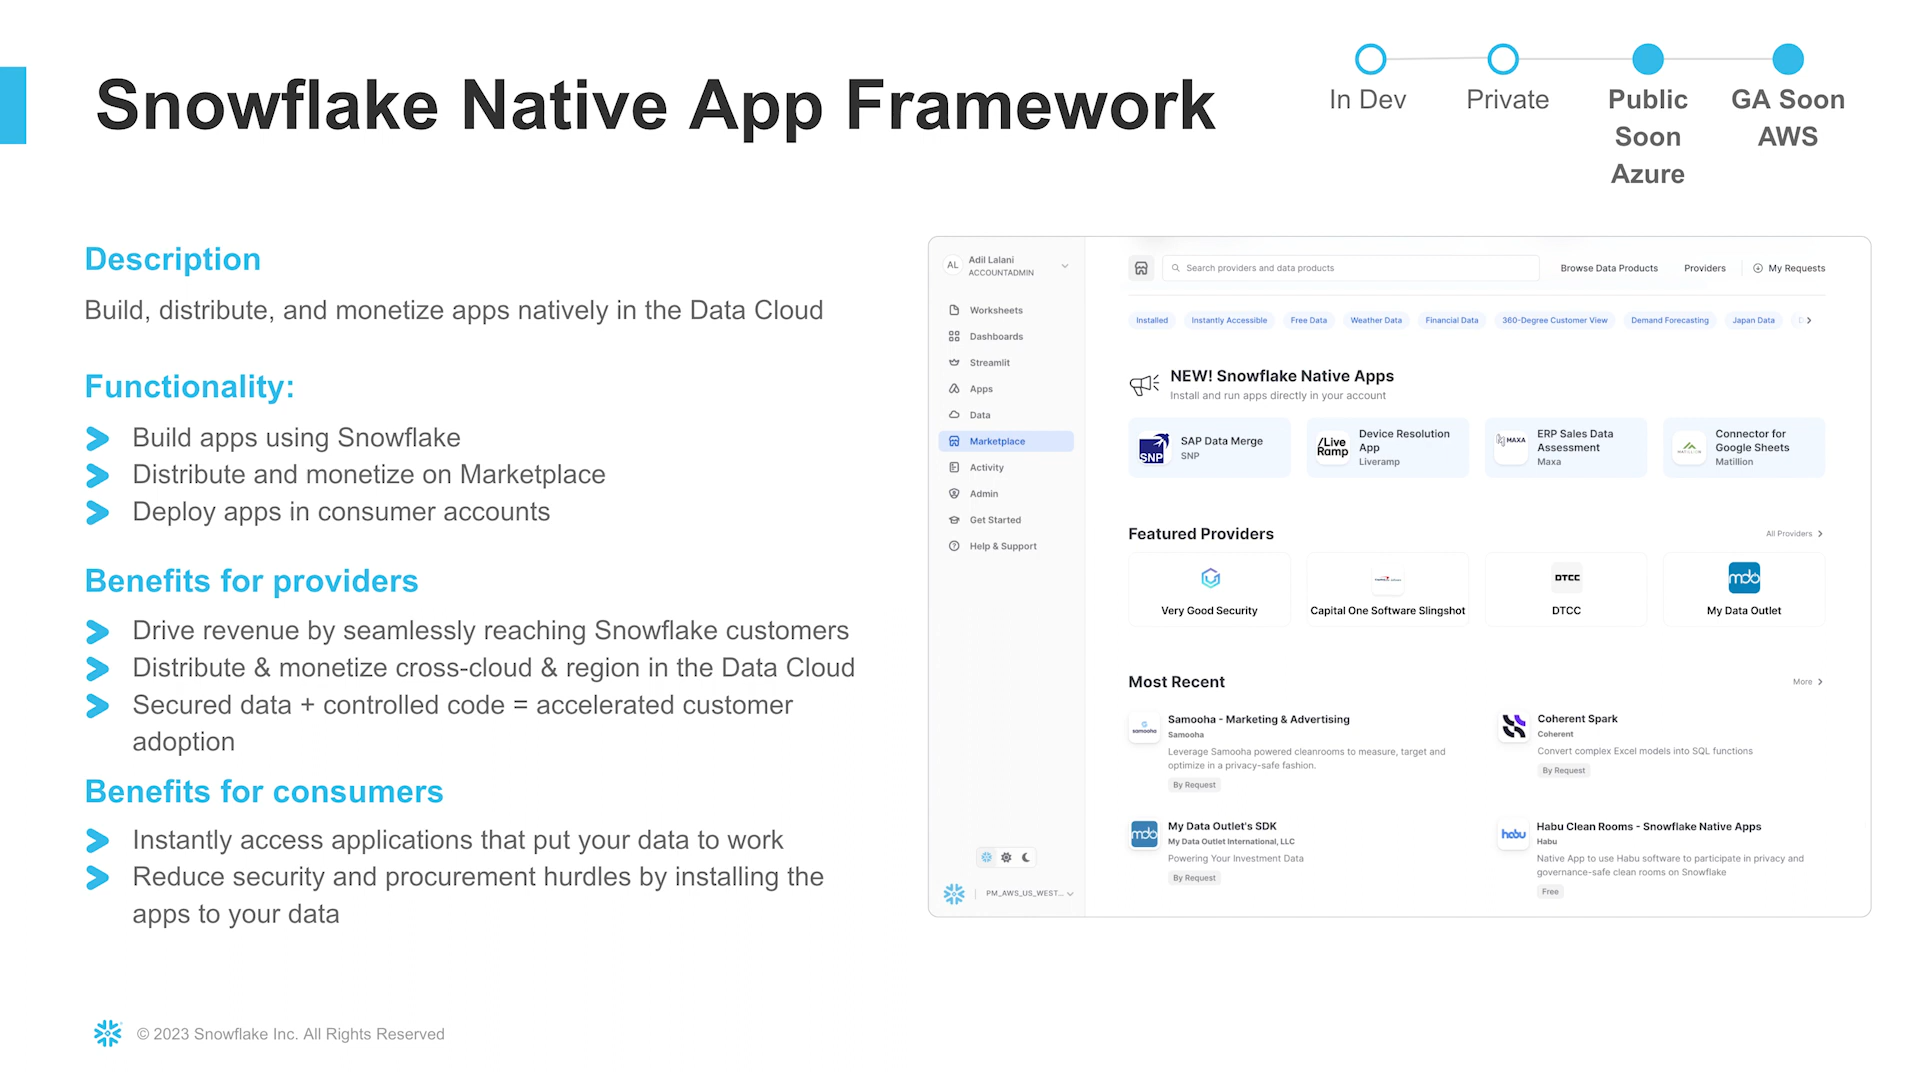 Snowflake Native App Framework
In Dev
Private
Public
Soon
Azure
GA Soon
AWS
Description
Build, distribute, and monetize apps natively in the Data Cloud
Functionality:
Build apps using Snowflake
Distribute and monetize on Marketplace
Deploy apps in consumer accounts
Benefits for providers
Drive revenue by seamlessly reaching Snowflake customers
Distribute & monetize cross-cloud & region in the Data Cloud
Secured data + controlled code = accelerated customer
adoption
Benefits for consumers
Instantly access applications that put your data to work
Reduce security and procurement hurdles by installing the
apps to your data
AL
Adil Lalani
ACCOUNTADMIN
Worksheets
Dashboards
Streamlit
Apps
Data
Marketplace
Activity
Admin
Get Started
Help & Support
PM_AWS_US_WEST...
Search providers and data products
Browse Data Products
Providers
My Requests
Installed
Instantly Accessible
Free Data
Weather Data
Financial Data
360-Degree Customer View
Demand Forecasting
Japan Data
NEW! Snowflake Native Apps
Install and run apps directly in your account
SNP
SAP Data Merge
SNP
/Live
Ramp
Device Resolution
App
Liveramp
MAXA
ERP Sales Data
Assessment
Maxa
Connector for
Google Sheets
Matillion
Featured Providers
All Providers
Very Good Security
Capital One Software Slingshot
DTCC
DTCC
mdo
My Data Outlet
Most Recent
More
samooha
Samooha - Marketing & Advertising
Samooha
Leverage Samooha powered cleanrooms to measure, target and
optimize in a privacy-safe fashion.
By Request
Coherent Spark
Coherent
Convert complex Excel models into SQL functions
By Request
mdo
My Data Outlet's SDK
My Data Outlet International, LLC
Powering Your Investment Data
By Request
habu
Habu Clean Rooms - Snowflake Native Apps
Habu
Native App to use Habu software to participate in privacy and
governance-safe clean rooms on Snowflake
Free
© 2023 Snowflake Inc. All Rights Reserved